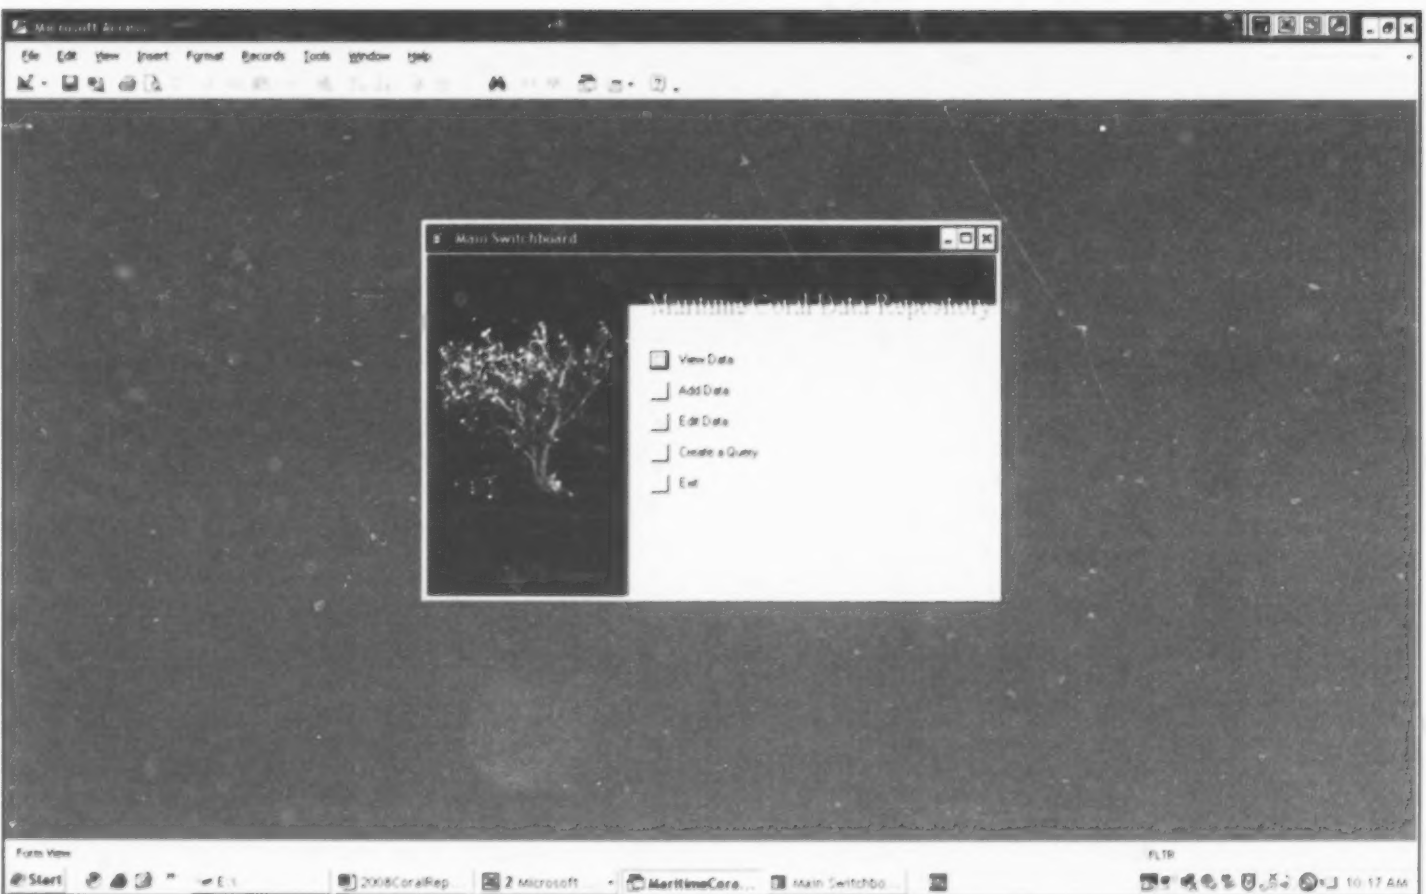 Microsoft Access
File Edit View Insert Format Records Tools Window Help
Main Switchboard
Maritime Coral Data Repository
View Data
Add Data
Edit Data
Create a Query
Exit
Form View
FLTR
Start
E:\
2008CoralRep...
2 Microsoft ...
MaritimeCora...
Main Switchbo...
10:17 AM